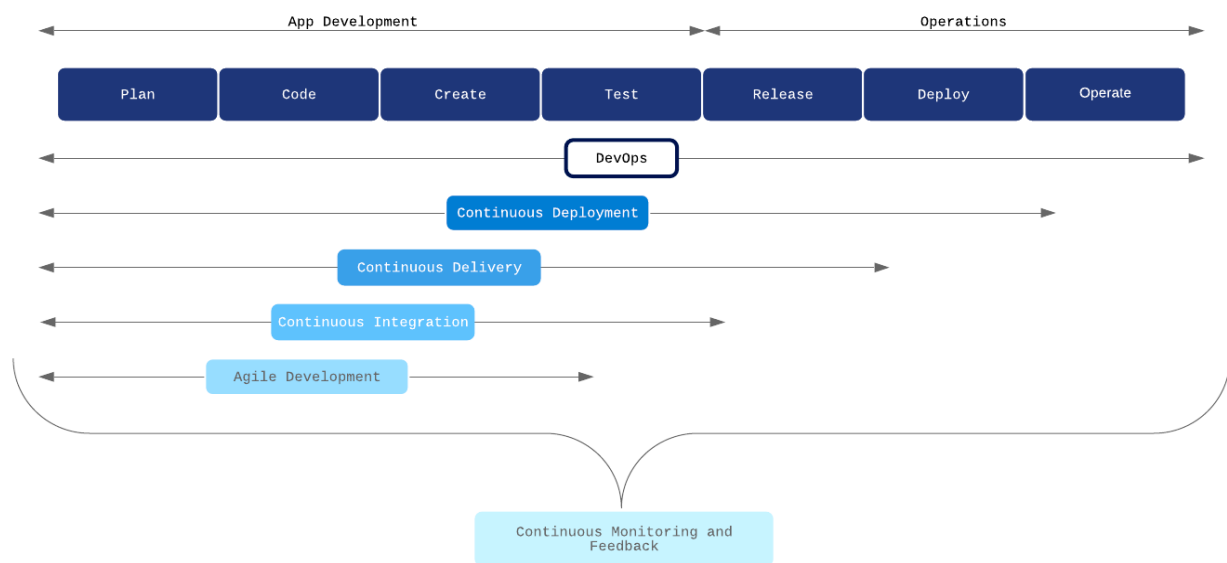 App Development
Operations
Plan
Code
Create
Test
Release
Deploy
Operate
DevOps
Continuous Deployment
Continuous Delivery
Continuous Integration
Agile Development
Continuous Monitoring and
Feedback